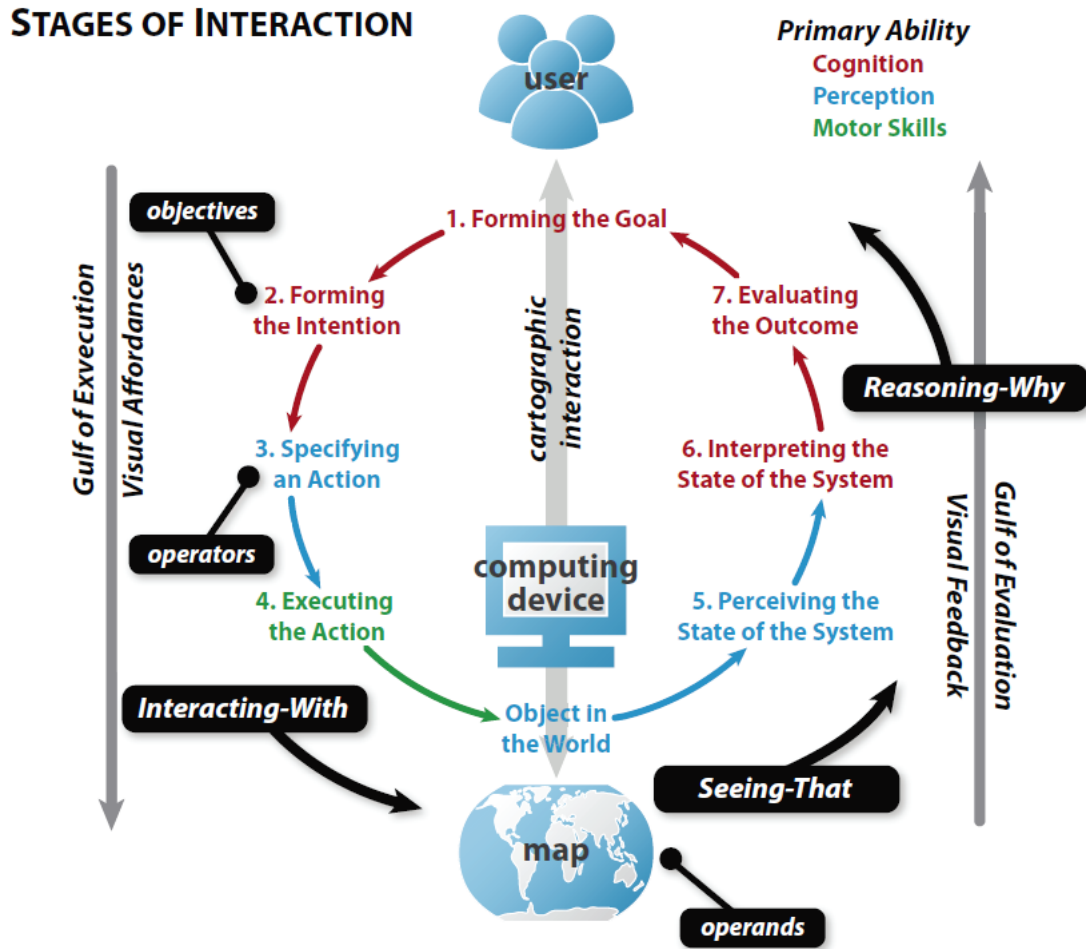 STAGES OF INTERACTION
user
Primary Ability
Cognition
Perception
Motor Skills
objectives
1. Forming the Goal
2. Forming
the Intention
7. Evaluating
the Outcome
Gulf of Exvecution
Visual Affordances
cartographic
interaction
Reasoning-Why
3. Specifying
an Action
6. Interpreting the
State of the System
operators
computing
device
4. Executing
the Action
5. Perceiving the
State of the System
Visual Feedback
Gulf of Evaluation
Interacting-With
Object in
the World
Seeing-That
map
operands